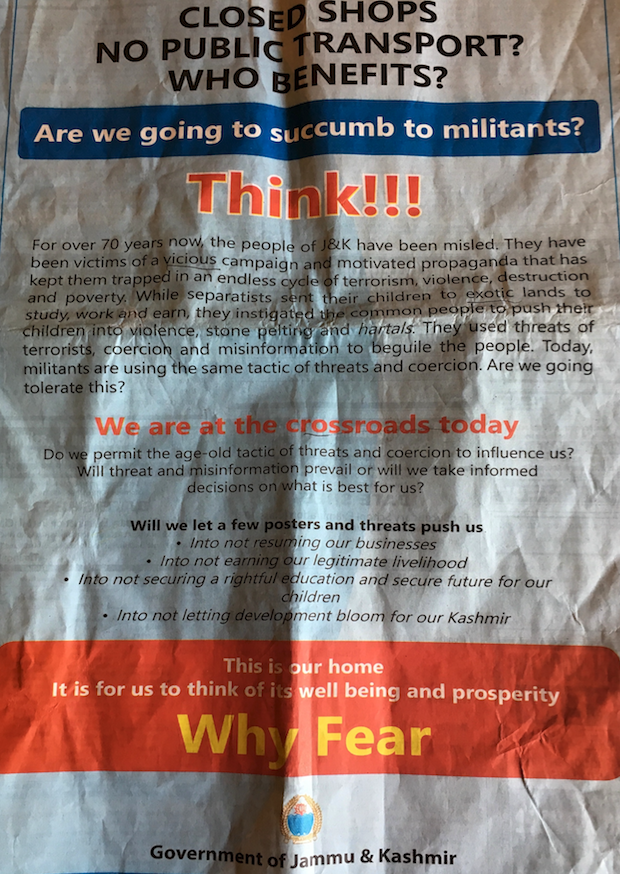 CLOSED SHOPS
NO PUBLIC TRANSPORT?
WHO BENEFITS?
Are we going to succumb to militants?
Think!!!
For over 70 years now, the people of J&K have been misled. They have
been victims of a vicious campaign and motivated propaganda that has
kept them trapped in an endless cycle of terrorism, violence, destruction
and poverty. While separatists sent their children to exotic lands to
study, work and earn, they instigated the common people to push their
children into violence, stone pelting and hartals. They used threats of
terrorists, coercion and misinformation to beguile the people. Today,
militants are using the same tactic of threats and coercion. Are we going
tolerate this?
We are at the crossroads today
Do we permit the age-old tactic of threats and coercion to influence us?
Will threat and misinformation prevail or will we take informed
decisions on what is best for us?
Will we let a few posters and threats push us
• Into not resuming our businesses
• Into not earning our legitimate livelihood
• Into not securing a rightful education and secure future for our
children
• Into not letting development bloom for our Kashmir
This is our home
It is for us to think of its well being and prosperity
Why Fear
Government of Jammu & Kashmir